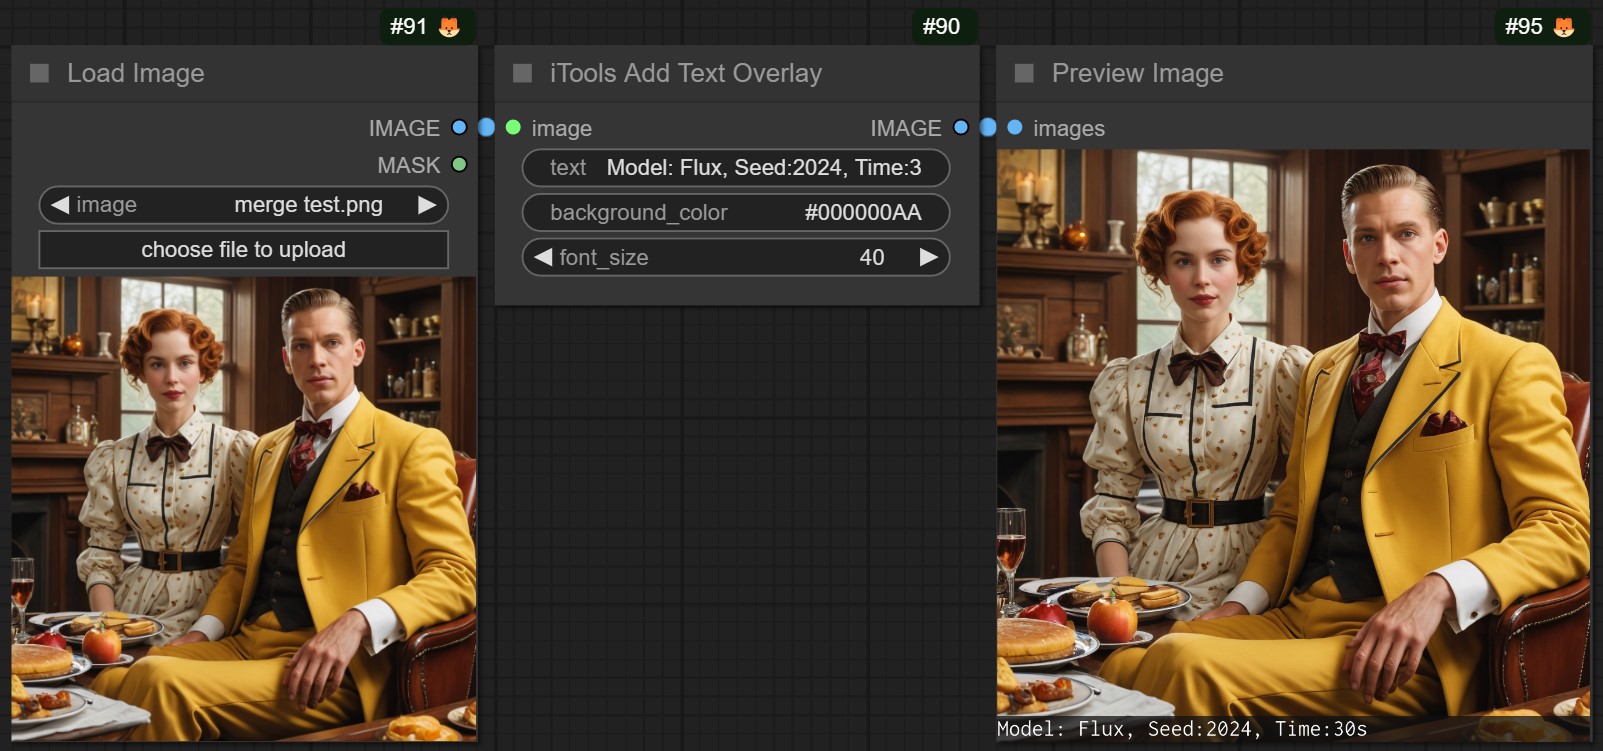 #91
Load Image
IMAGE
MASK
image merge test.png
choose file to upload
#90
iTools Add Text Overlay
image IMAGE
text Model: Flux, Seed:2024, Time:3
background_color #000000AA
font_size 40
#95
Preview Image
images
Model: Flux, Seed:2024, Time:30s